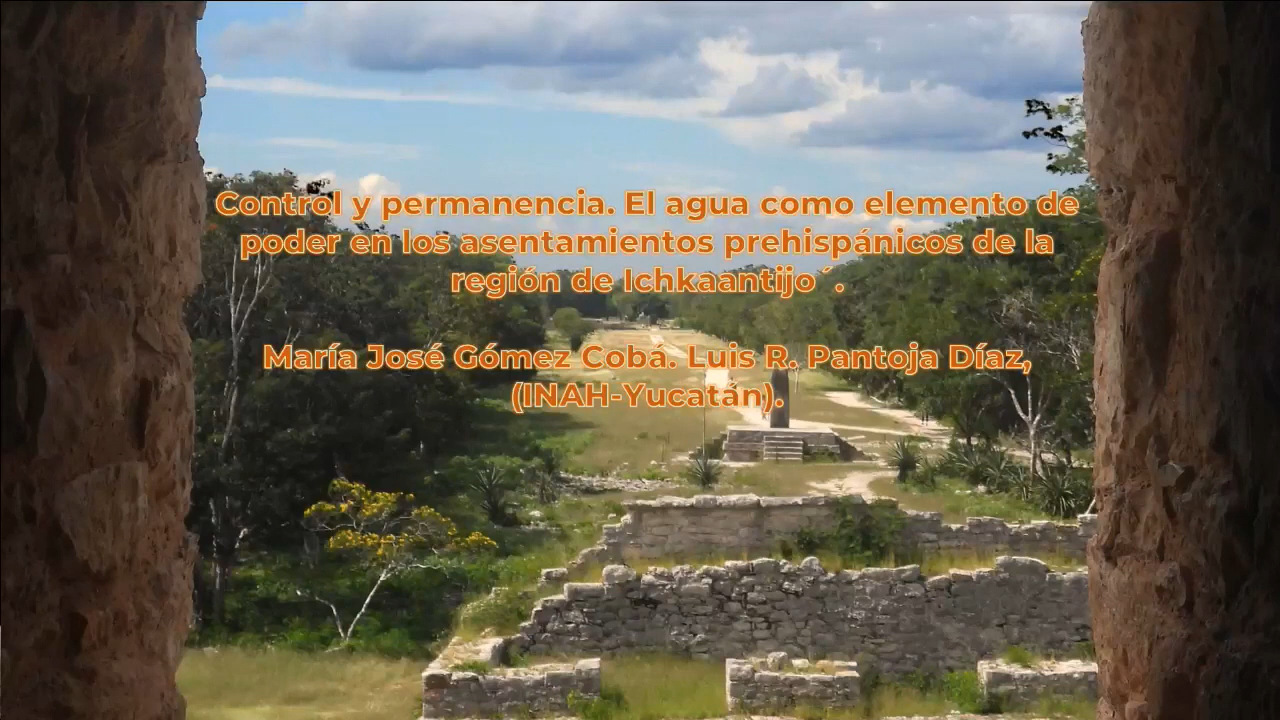 Control y permanencia. El agua como elemento de
poder en los asentamientos prehispánicos de la
región de Ichkaantijo´.
María José Gómez Cobá. Luis R. Pantoja Díaz,
(INAH-Yucatán).